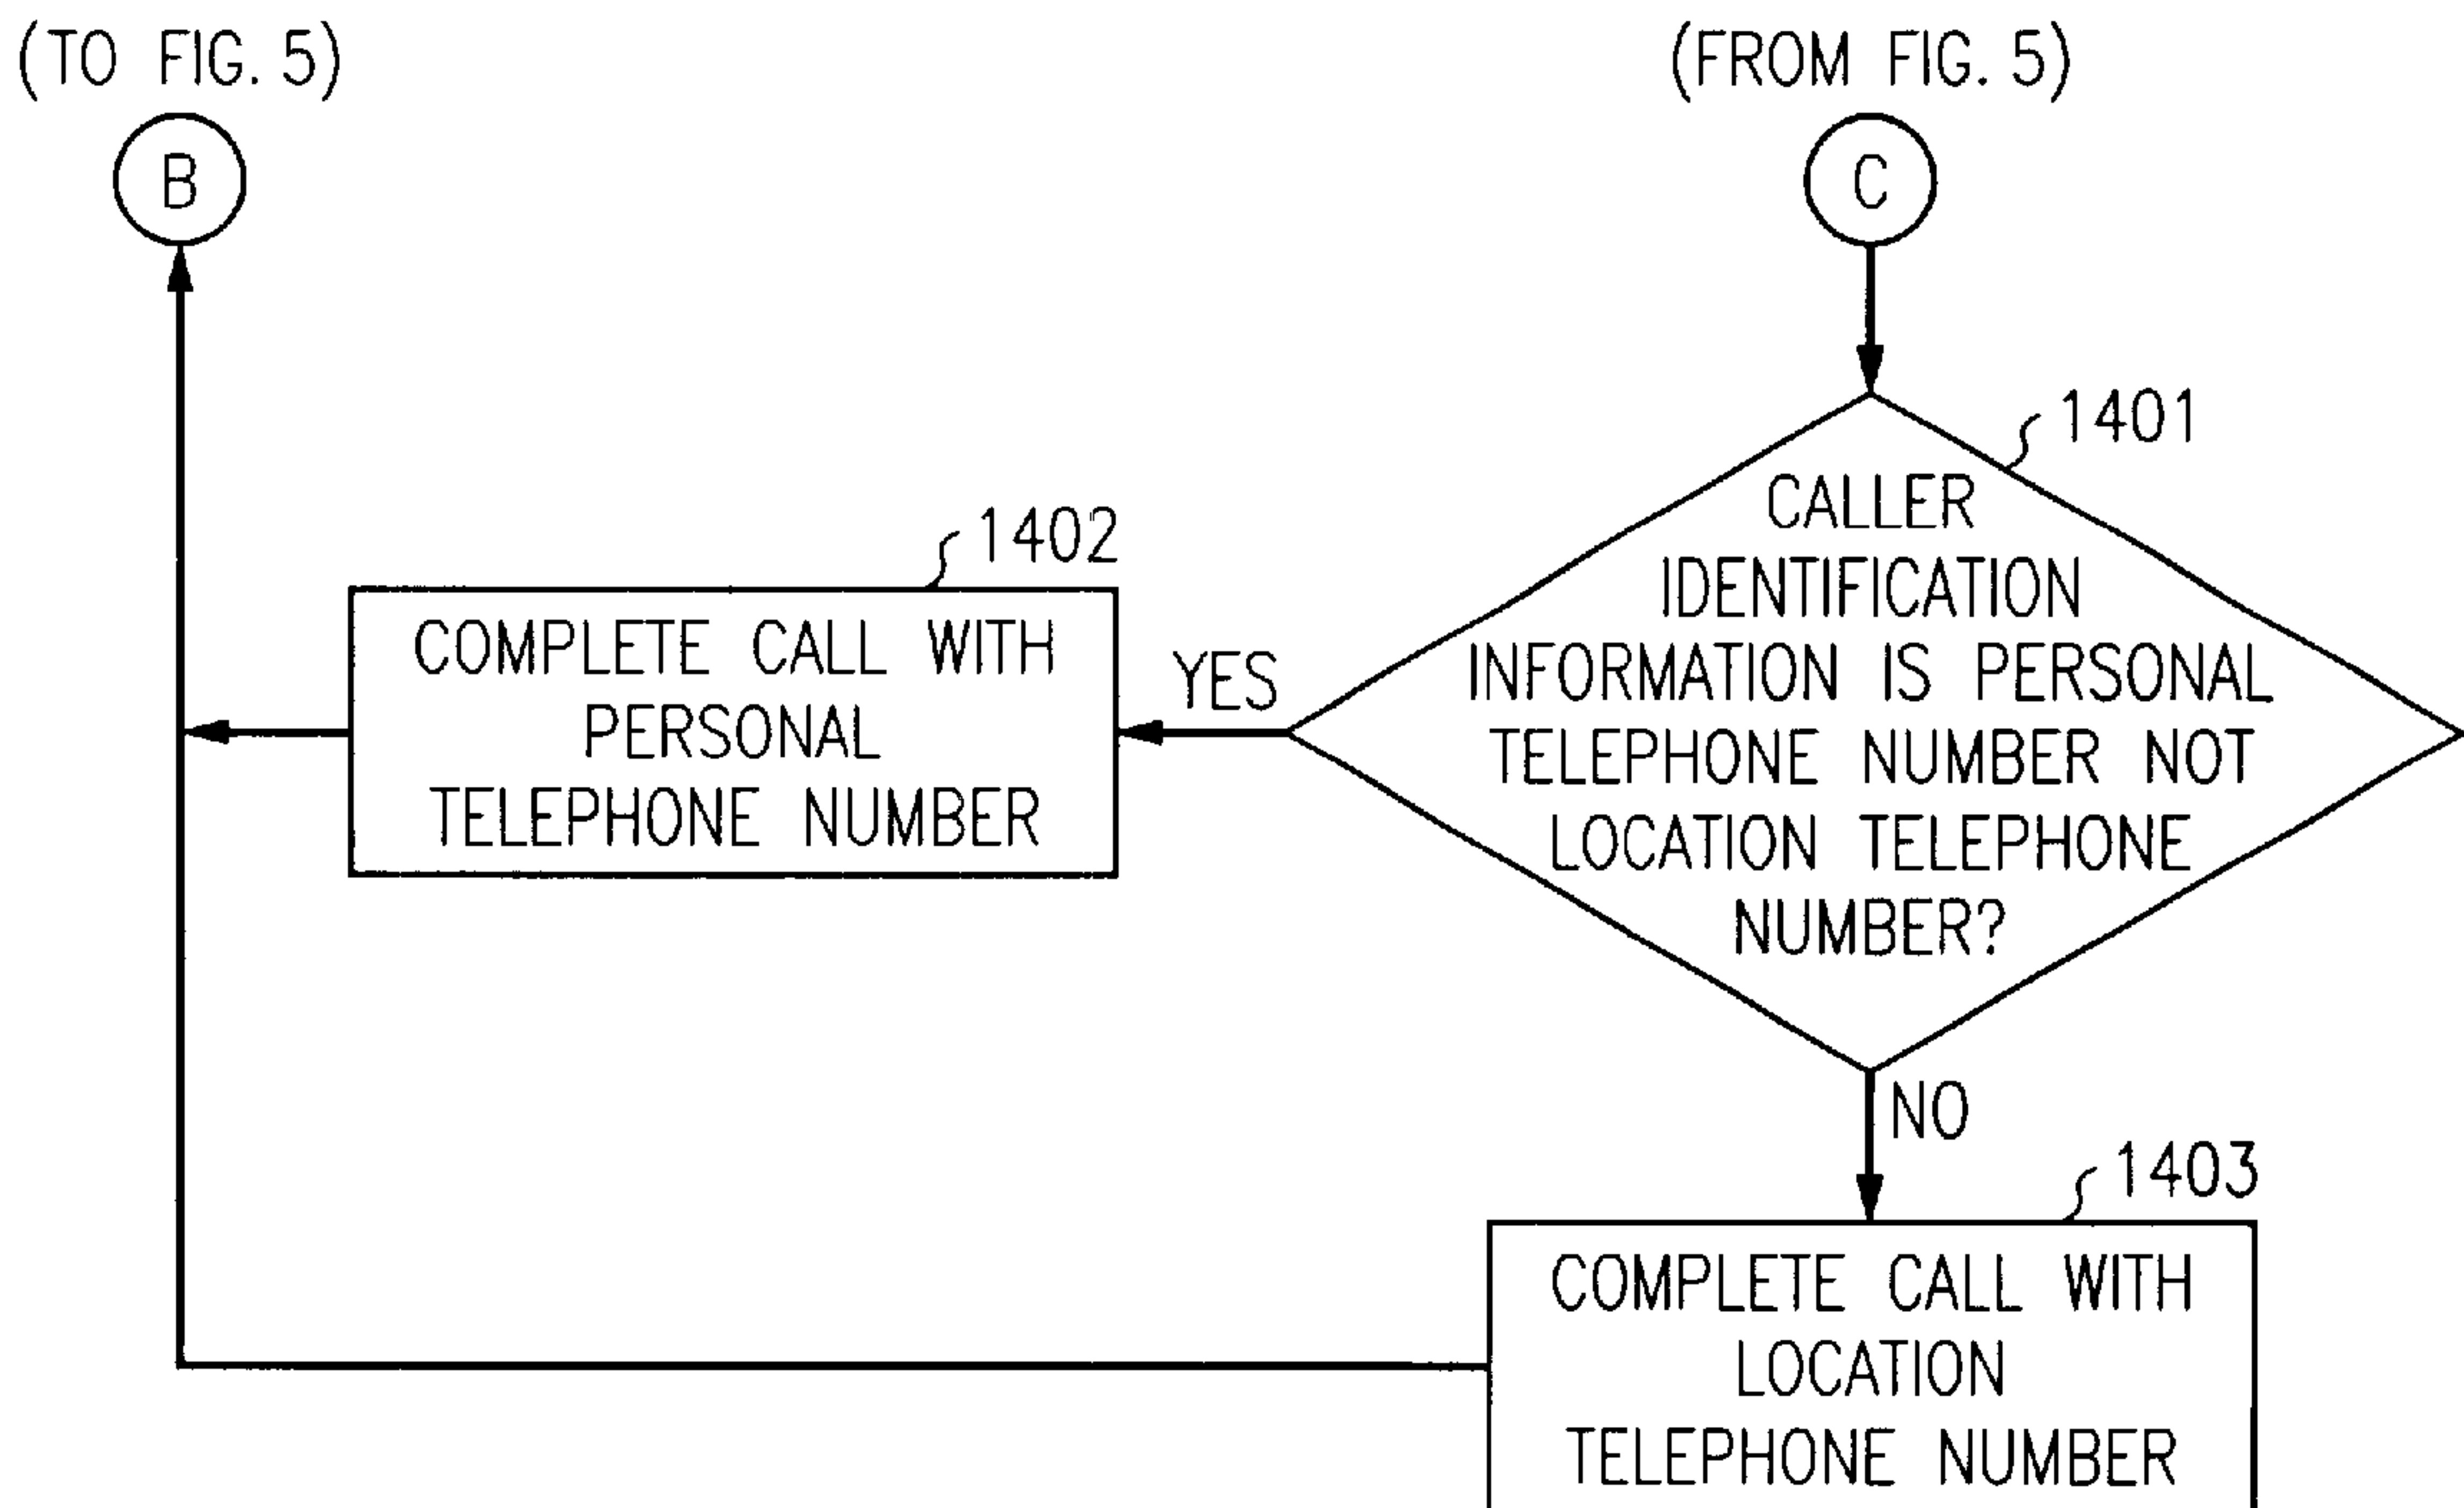 (TO FIG. 5)
(FROM FIG. 5)
B
C
1401
CALLER
IDENTIFICATION
INFORMATION IS PERSONAL
TELEPHONE NUMBER NOT
LOCATION TELEPHONE
NUMBER?
1402
COMPLETE CALL WITH
PERSONAL
TELEPHONE NUMBER
YES
NO
1403
COMPLETE CALL WITH
LOCATION
TELEPHONE NUMBER